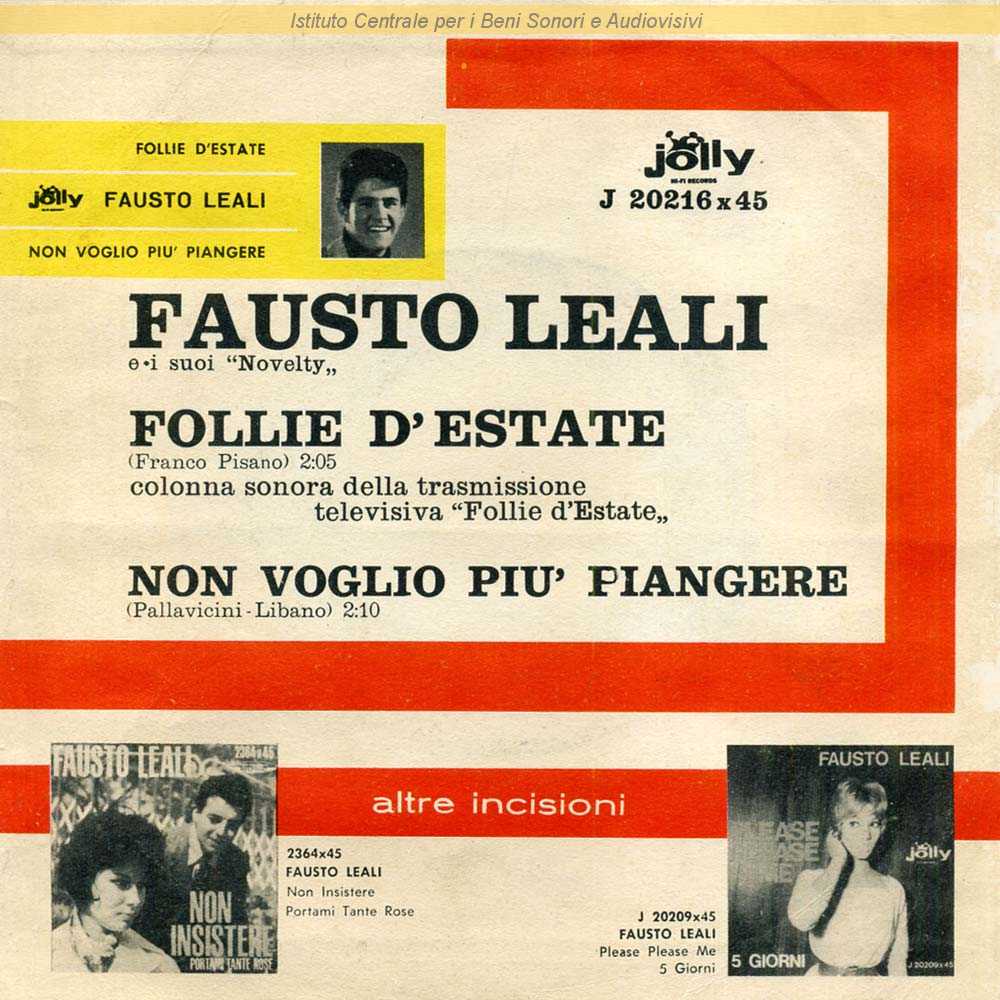 Istituto Centrale per i Beni Sonori e Audiovisivi
FOLLIE D'ESTATE
jolly FAUSTO LEALI
NON VOGLIO PIU' PIANGERE
jolly
HI-FI RECORDS
J 20216x45
FAUSTO LEALI
e•i suoi “Novelty„
FOLLIE D'ESTATE
(Franco Pisano) 2:05
colonna sonora della trasmissione
televisiva “Follie d'Estate„
NON VOGLIO PIU' PIANGERE
(Pallavicini-Libano) 2:10
altre incisioni
FAUSTO LEALI 2364x45
NON
INSISTERE
PORTAMI TANTE ROSE
2364x45
FAUSTO LEALI
Non Insistere
Portami Tante Rose
J 20209x45
FAUSTO LEALI
Please Please Me
5 Giorni
FAUSTO LEALI
PLEASE
PLEASE
ME
jolly
5 GIORNI
J 20209x45